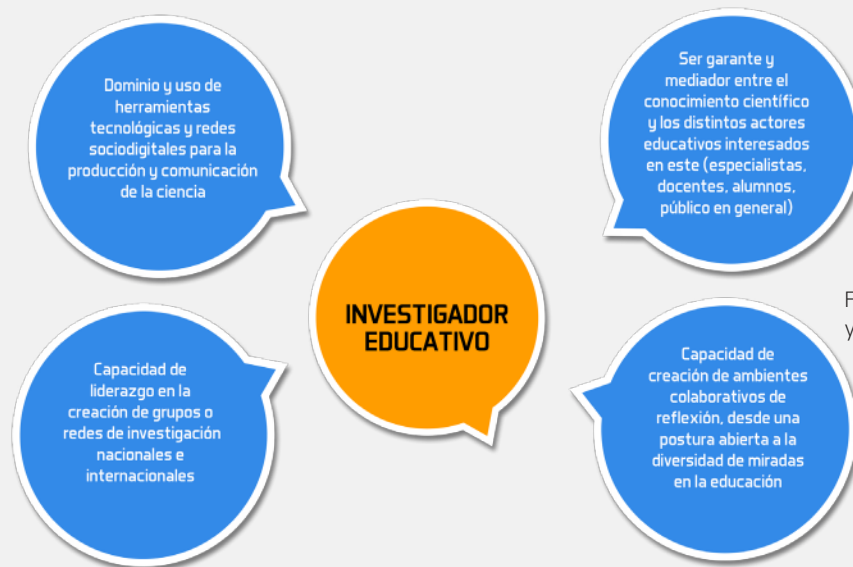 Dominio y uso de
herramientas
tecnológicas y redes
sociodigitales para la
producción y comunicación
de la ciencia
Ser garante y
mediador entre el
conocimiento científico
y los distintos actores
educativos interesados
en este (especialistas,
docentes, alumnos,
público en general)
INVESTIGADOR
EDUCATIVO
Capacidad de
liderazgo en la
creación de grupos o
redes de investigación
nacionales e
internacionales
Capacidad de
creación de ambientes
colaborativos de
reflexión, desde una
postura abierta a la
diversidad de miradas
en la educación
y